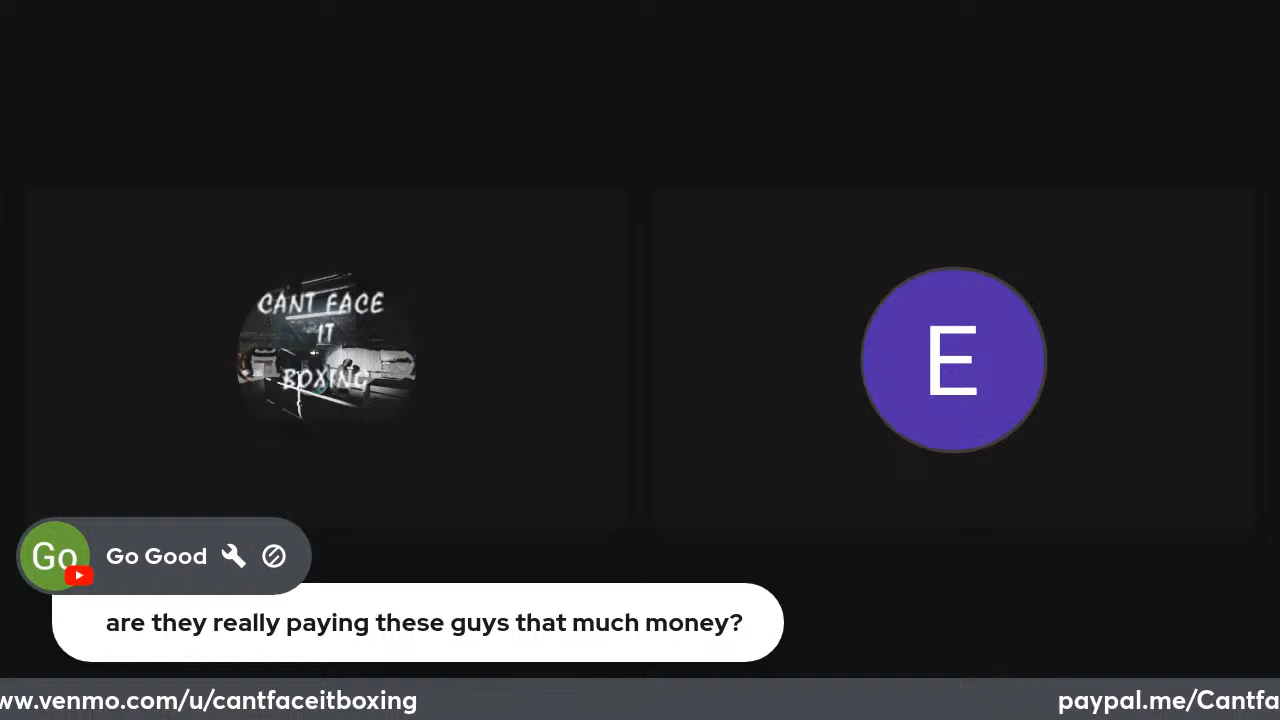 CANT FACE
IT
BOXING
E
Go
Go Good
are they really paying these guys that much money?
ww.venmo.com/u/cantfaceitboxing
paypal.me/Cantfa